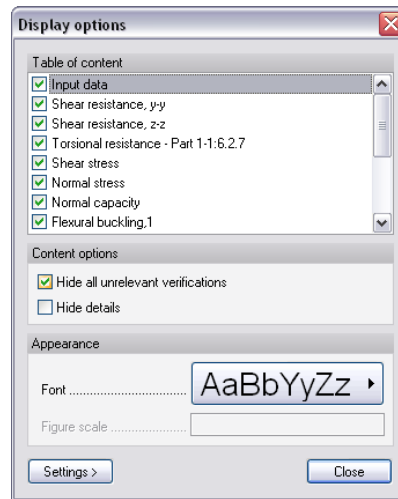 Display options
Table of content
Input data
Shear resistance, y-y
Shear resistance, z-z
Torsional resistance - Part 1-1:6.2.7
Shear stress
Normal stress
Normal capacity
Flexural buckling,1
Content options
Hide all unrelevant verifications
Hide details
Appearance
Font ............................ AaBbYyZz
Figure scale ....................
Settings > Close